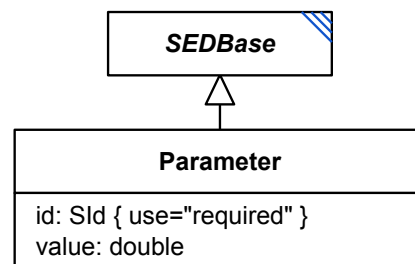 SEDBase
Parameter
id: SId { use="required" }
value: double